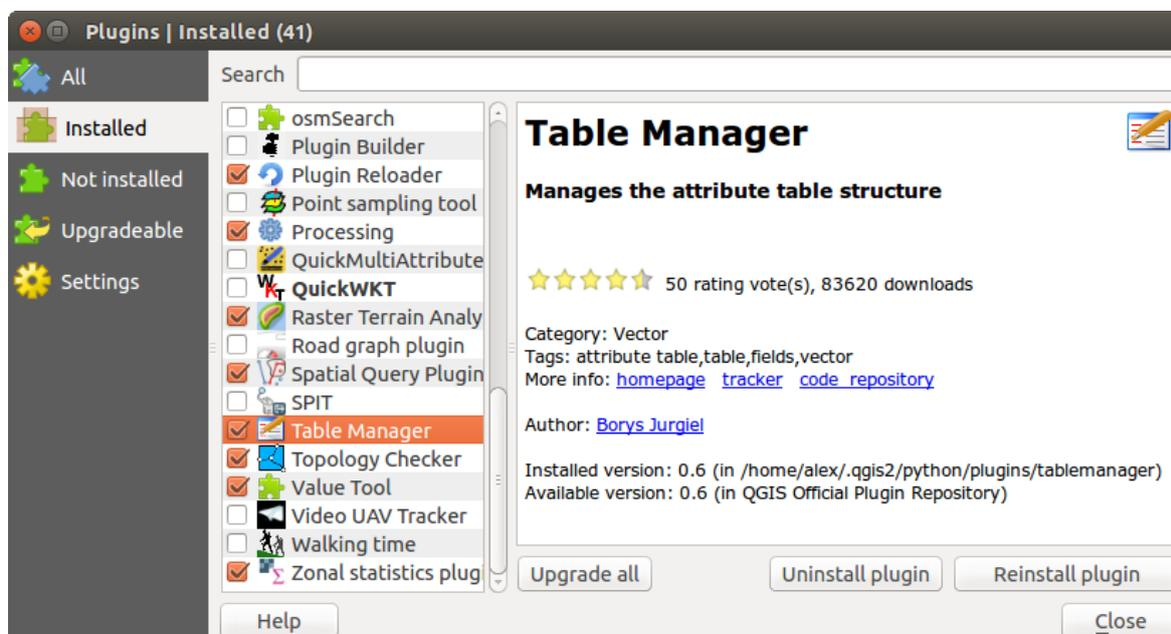 Plugins | Installed (41)
All
Installed
Not installed
Upgradeable
Settings
Search
osmSearch
Plugin Builder
Plugin Reloader
Point sampling tool
Processing
QuickMultiAttribute
QuickWKT
Raster Terrain Analy
Road graph plugin
Spatial Query Plugin
SPIT
Table Manager
Topology Checker
Value Tool
Video UAV Tracker
Walking time
Zonal statistics plugi
Table Manager
Manages the attribute table structure
50 rating vote(s), 83620 downloads
Category: Vector
Tags: attribute table,table,fields,vector
More info: homepage tracker code repository
Author: Borys Jurgiel
Installed version: 0.6 (in /home/alex/.qgis2/python/plugins/tablemanager)
Available version: 0.6 (in QGIS Official Plugin Repository)
Upgrade all
Uninstall plugin
Reinstall plugin
Help
Close